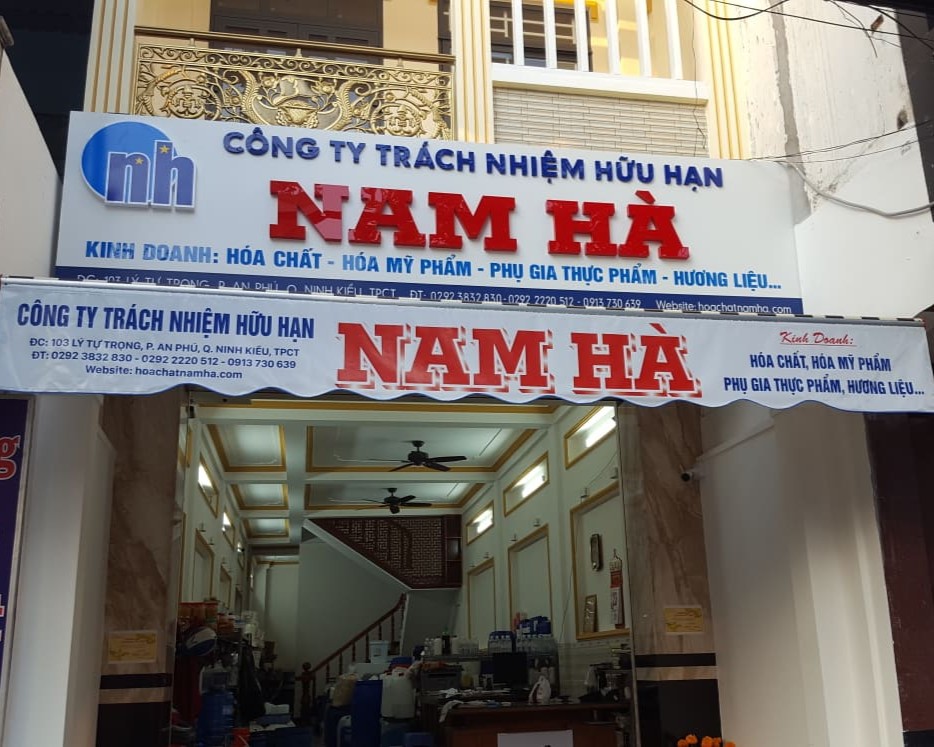 nh
CÔNG TY TRÁCH NHIỆM HỮU HẠN
NAM HÀ
KINH DOANH: HÓA CHẤT - HÓA MỸ PHẨM - PHỤ GIA THỰC PHẨM - HƯƠNG LIỆU...
ĐC: 103 LÝ TỰ TRỌNG, P. AN PHÚ, Q. NINH KIỀU, TPCT ĐT: 0292 3832 830 - 0292 2220 512 - 0913 730 639 Website: hoachatnamha.com
CÔNG TY TRÁCH NHIỆM HỮU HẠN
ĐC: 103 LÝ TỰ TRỌNG, P. AN PHÚ, Q. NINH KIỀU, TPCT
ĐT: 0292 3832 830 - 0292 2220 512 - 0913 730 639
Website: hoachatnamha.com
NAM HÀ
Kinh Doanh:
HÓA CHẤT, HÓA MỸ PHẨM
PHỤ GIA THỰC PHẨM, HƯƠNG LIỆU...
g